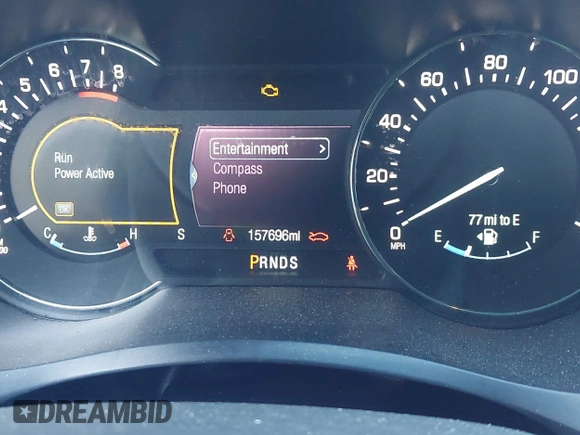 4
5
6
7
8
Run
Power Active
OK
C
H
S
Entertainment >
Compass
Phone
157696mi
PRNDS
0
20
40
60
80
100
MPH
77 mi to E
E
F
DREAMBID